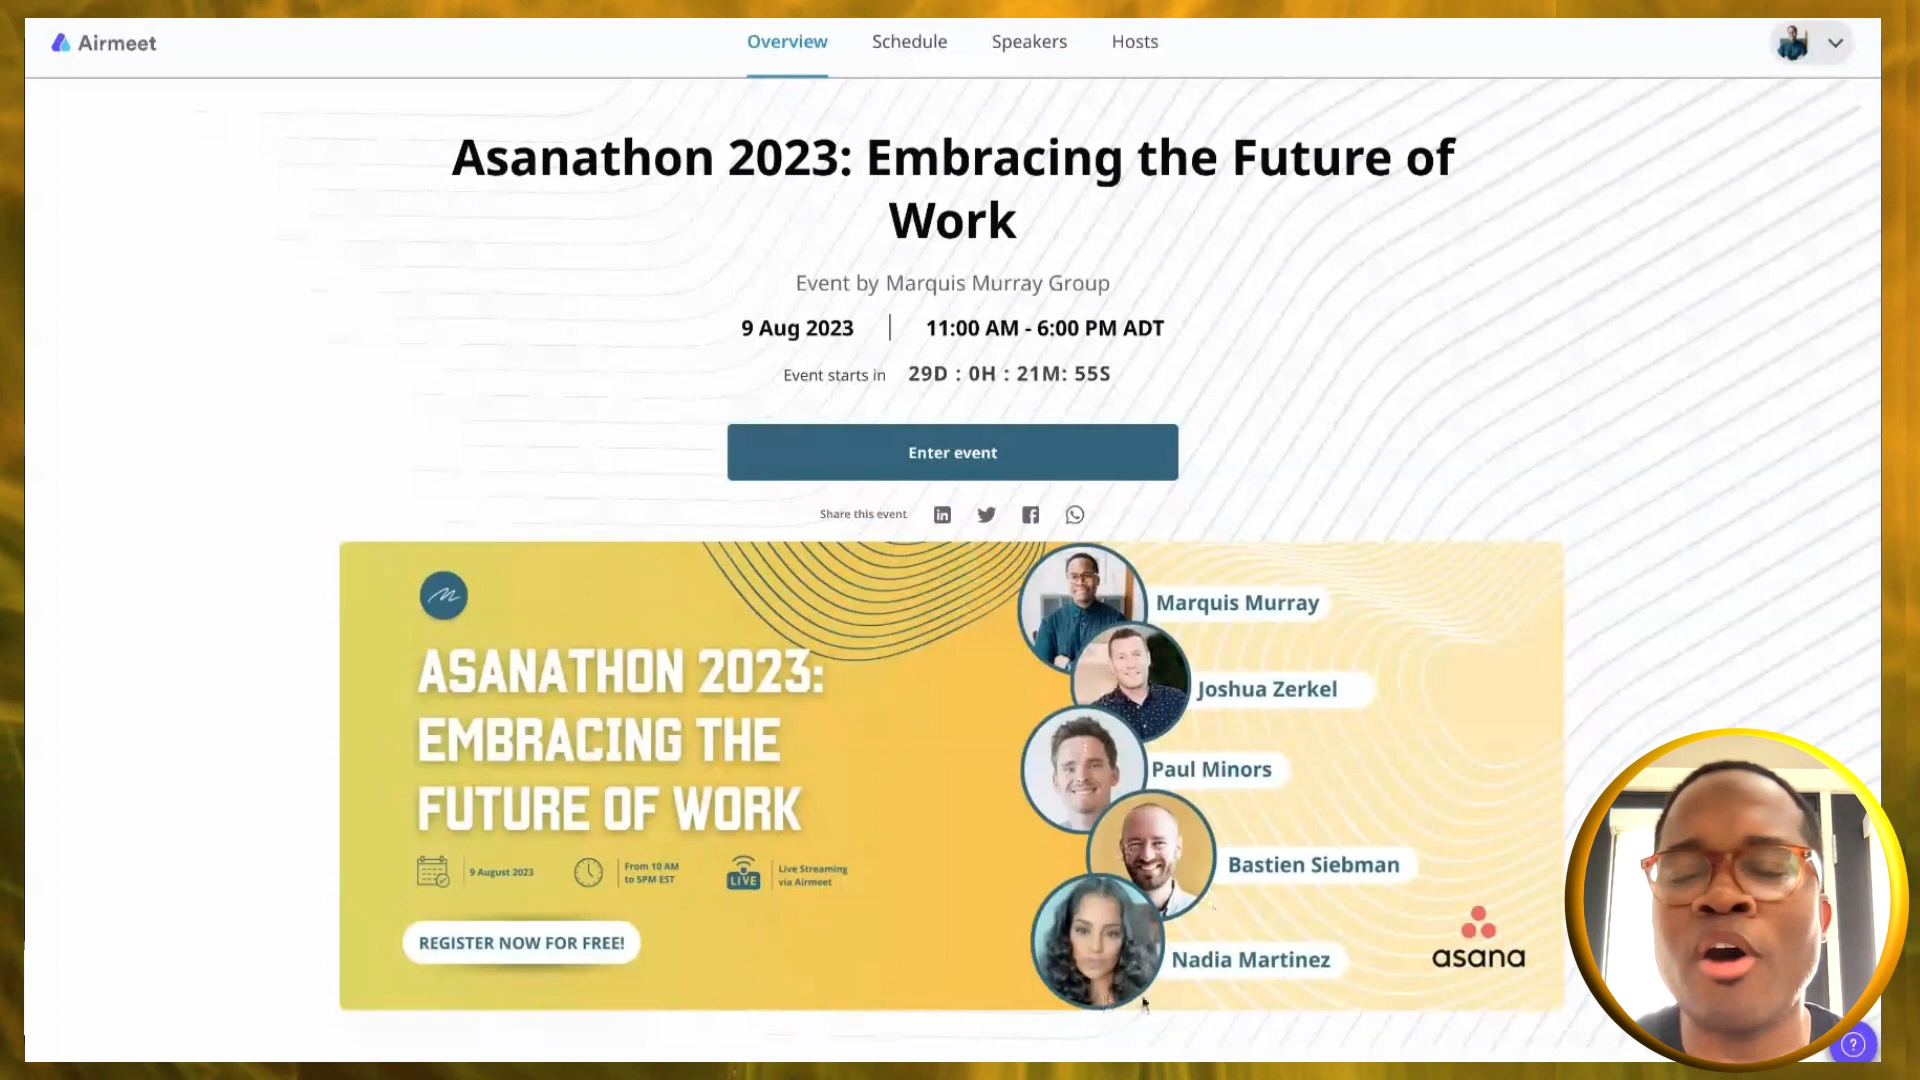 Airmeet
Overview
Schedule
Speakers
Hosts
Asanathon 2023: Embracing the Future of
Work
Event by Marquis Murray Group
9 Aug 2023
11:00 AM - 6:00 PM ADT
Event starts in 29D : 0H : 21M: 55S
Enter event
Share this event
ASANATHON 2023:
EMBRACING THE
FUTURE OF WORK
9 August 2023
From 10 AM
to 5PM EST
LIVE
Live Streaming
via Airmeet
REGISTER NOW FOR FREE!
Marquis Murray
Joshua Zerkel
Paul Minors
Bastien Siebman
Nadia Martinez
asana
?